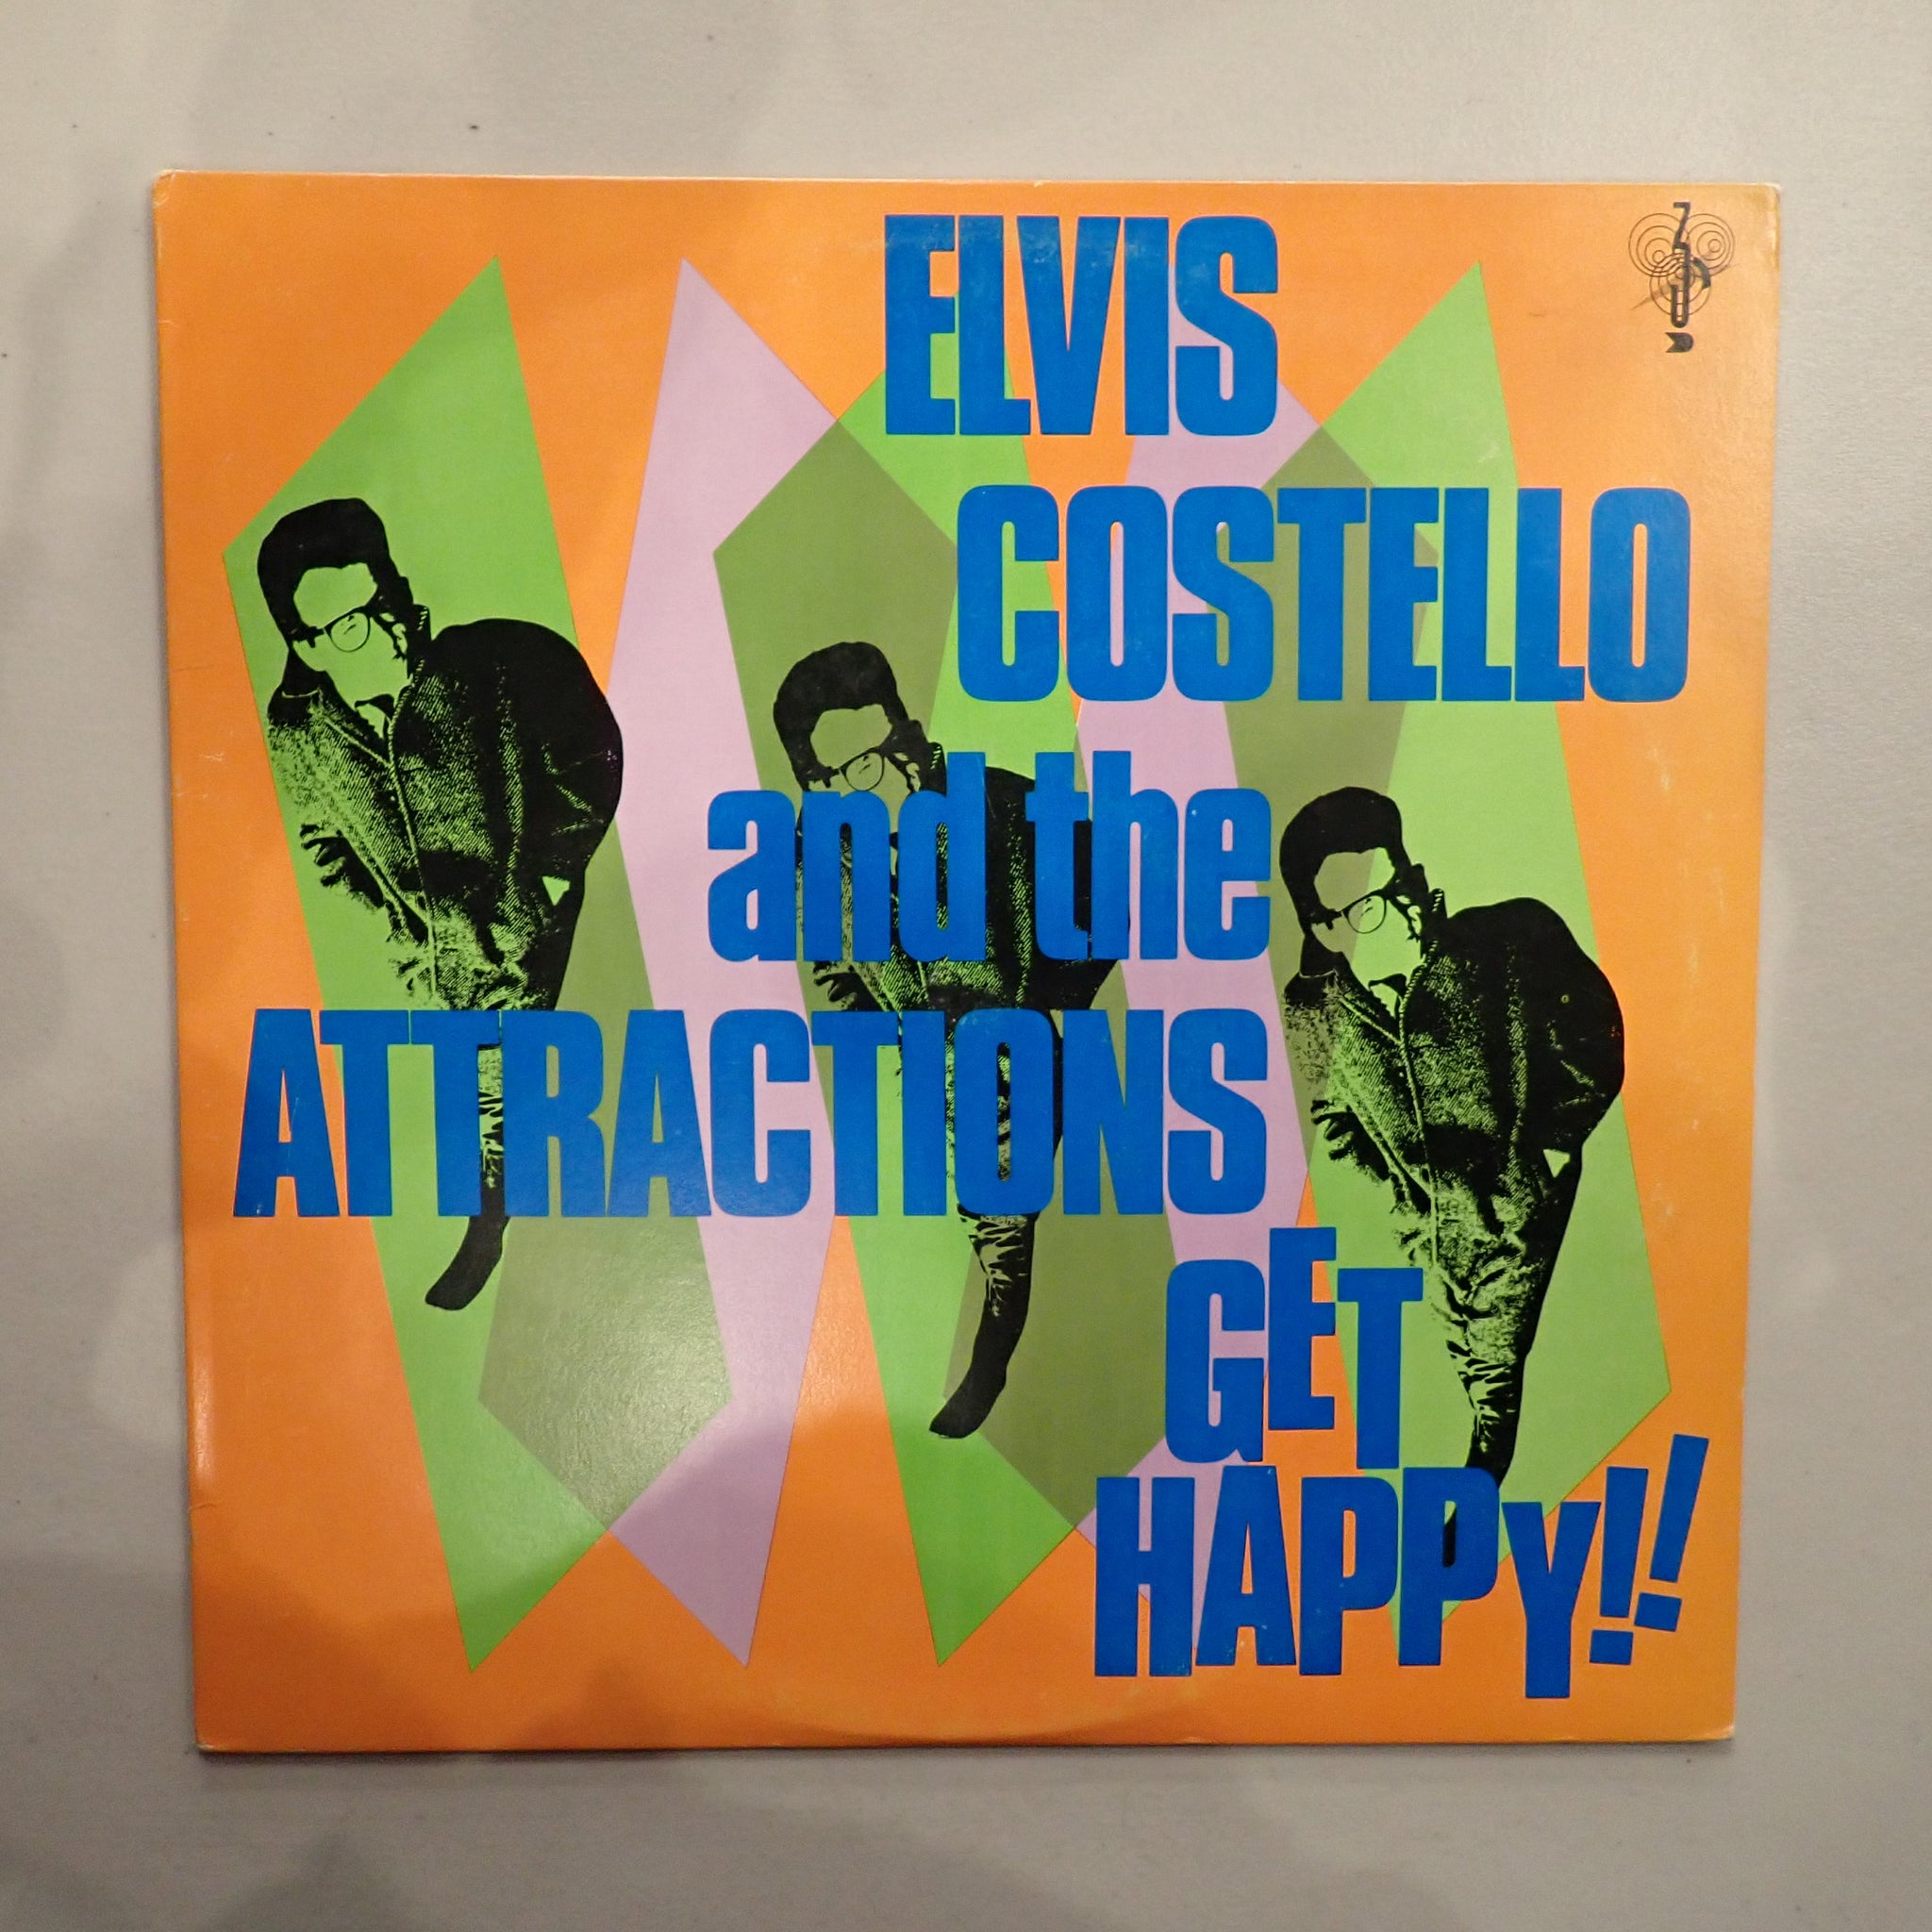 ELVIS
COSTELLO
and the
ATTRACTIONS
GET
HAPPY!!